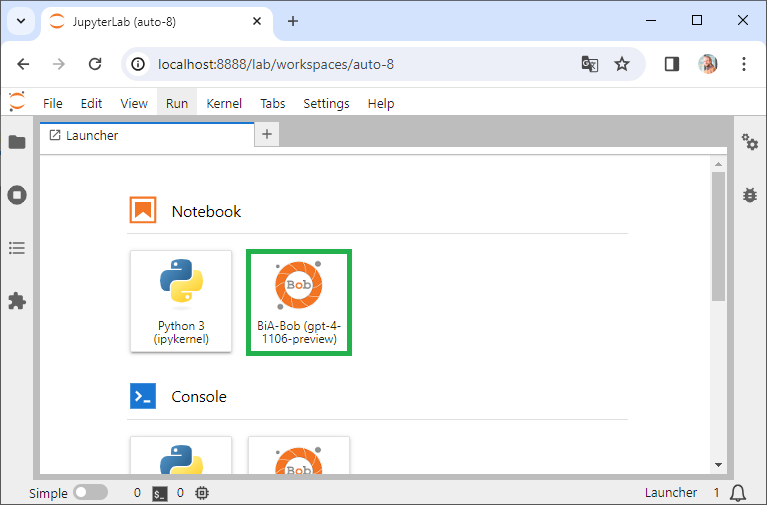 JupyterLab (auto-8)
localhost:8888/lab/workspaces/auto-8
File Edit View Run Kernel Tabs Settings Help
Launcher
Notebook
Python 3
(ipykernel)
Bob
BiA-Bob (gpt-4-
1106-preview)
Console
Bob
Simple 0 $_ 0 Launcher 1